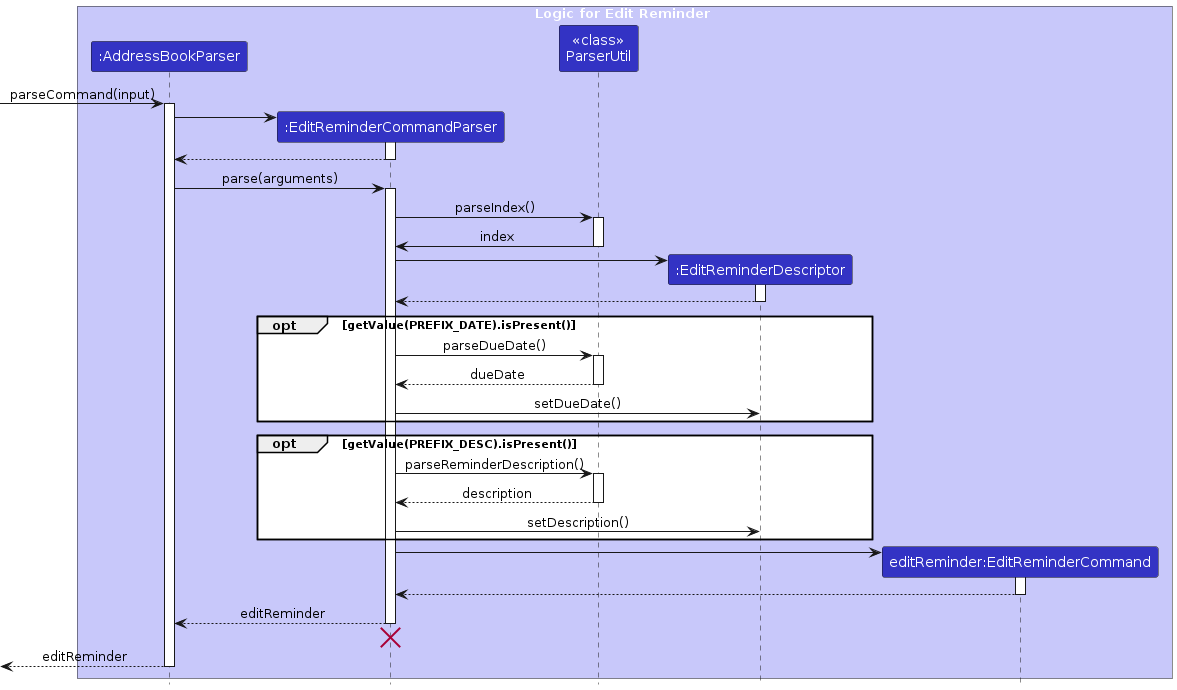 Logic for Edit Reminder
«class»
ParserUtil
:AddressBookParser
parseCommand(input)
:EditReminderCommandParser
parse(arguments)
parseIndex()
index
:EditReminderDescriptor
opt [getValue(PREFIX_DATE).isPresent()]
parseDueDate()
dueDate
setDueDate()
opt [getValue(PREFIX_DESC).isPresent()]
parseReminderDescription()
description
setDescription()
editReminder:EditReminderCommand
editReminder
editReminder